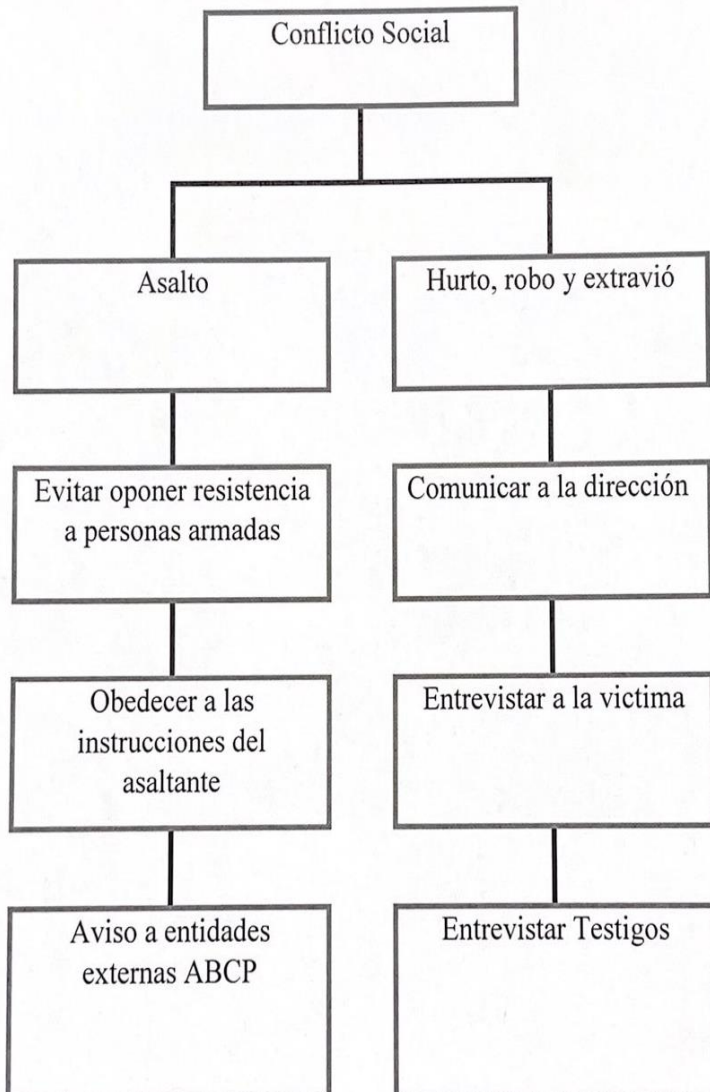 Conflicto Social
Asalto
Hurto, robo y extravió
Evitar oponer resistencia
a personas armadas
Comunicar a la dirección
Obedecer a las
instrucciones del
asaltante
Entrevistar a la victima
Aviso a entidades
externas ABCP
Entrevistar Testigos